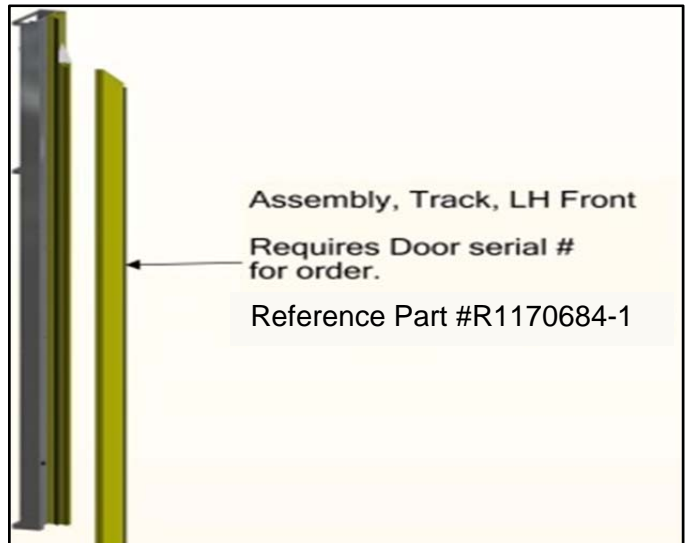 Assembly, Track, LH Front
Requires Door serial #
for order.
Reference Part #R1170684-1